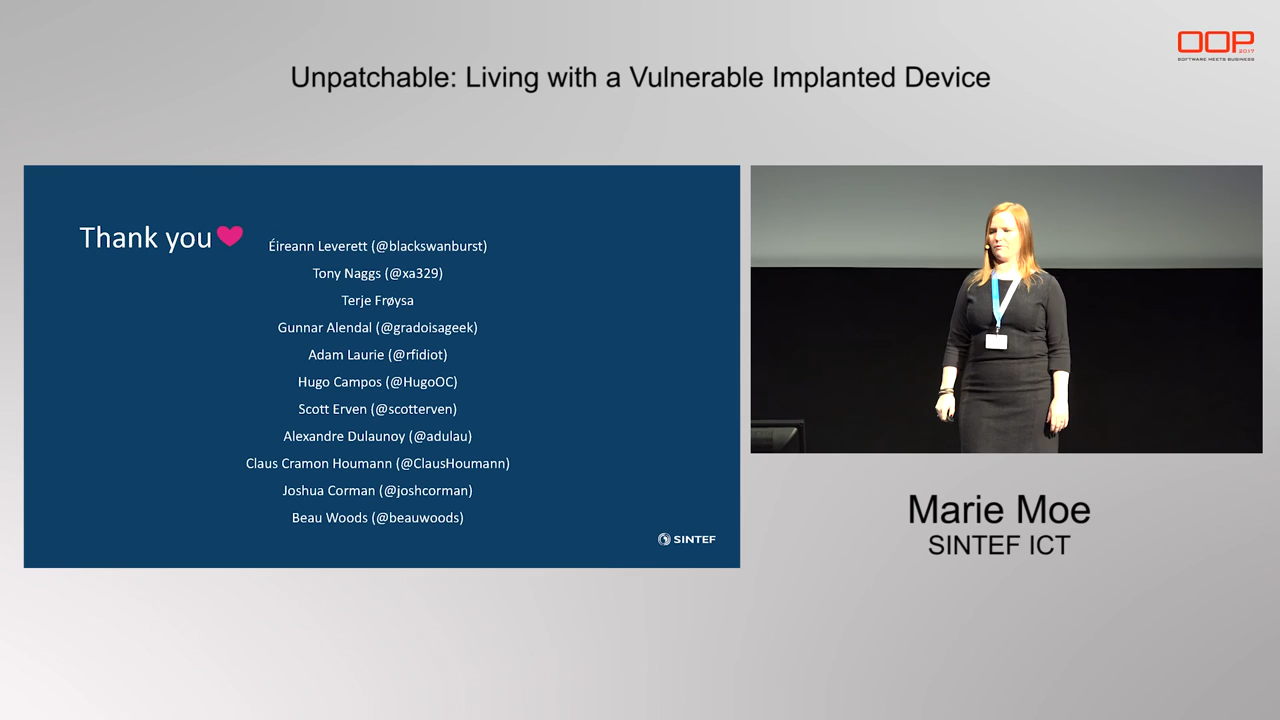 OOP
2017
SOFTWARE MEETS BUSINESS
Unpatchable: Living with a Vulnerable Implanted Device
Thank you
Éireann Leverett (@blackswanburst)
Tony Naggs (@xa329)
Terje Frøysa
Gunnar Alendal (@gradoisageek)
Adam Laurie (@rfidiot)
Hugo Campos (@HugoOC)
Scott Erven (@scotterven)
Alexandre Dulaunoy (@adulau)
Claus Cramon Houmann (@ClausHoumann)
Joshua Corman (@joshcorman)
Beau Woods (@beauwoods)
SINTEF
Marie Moe
SINTEF ICT